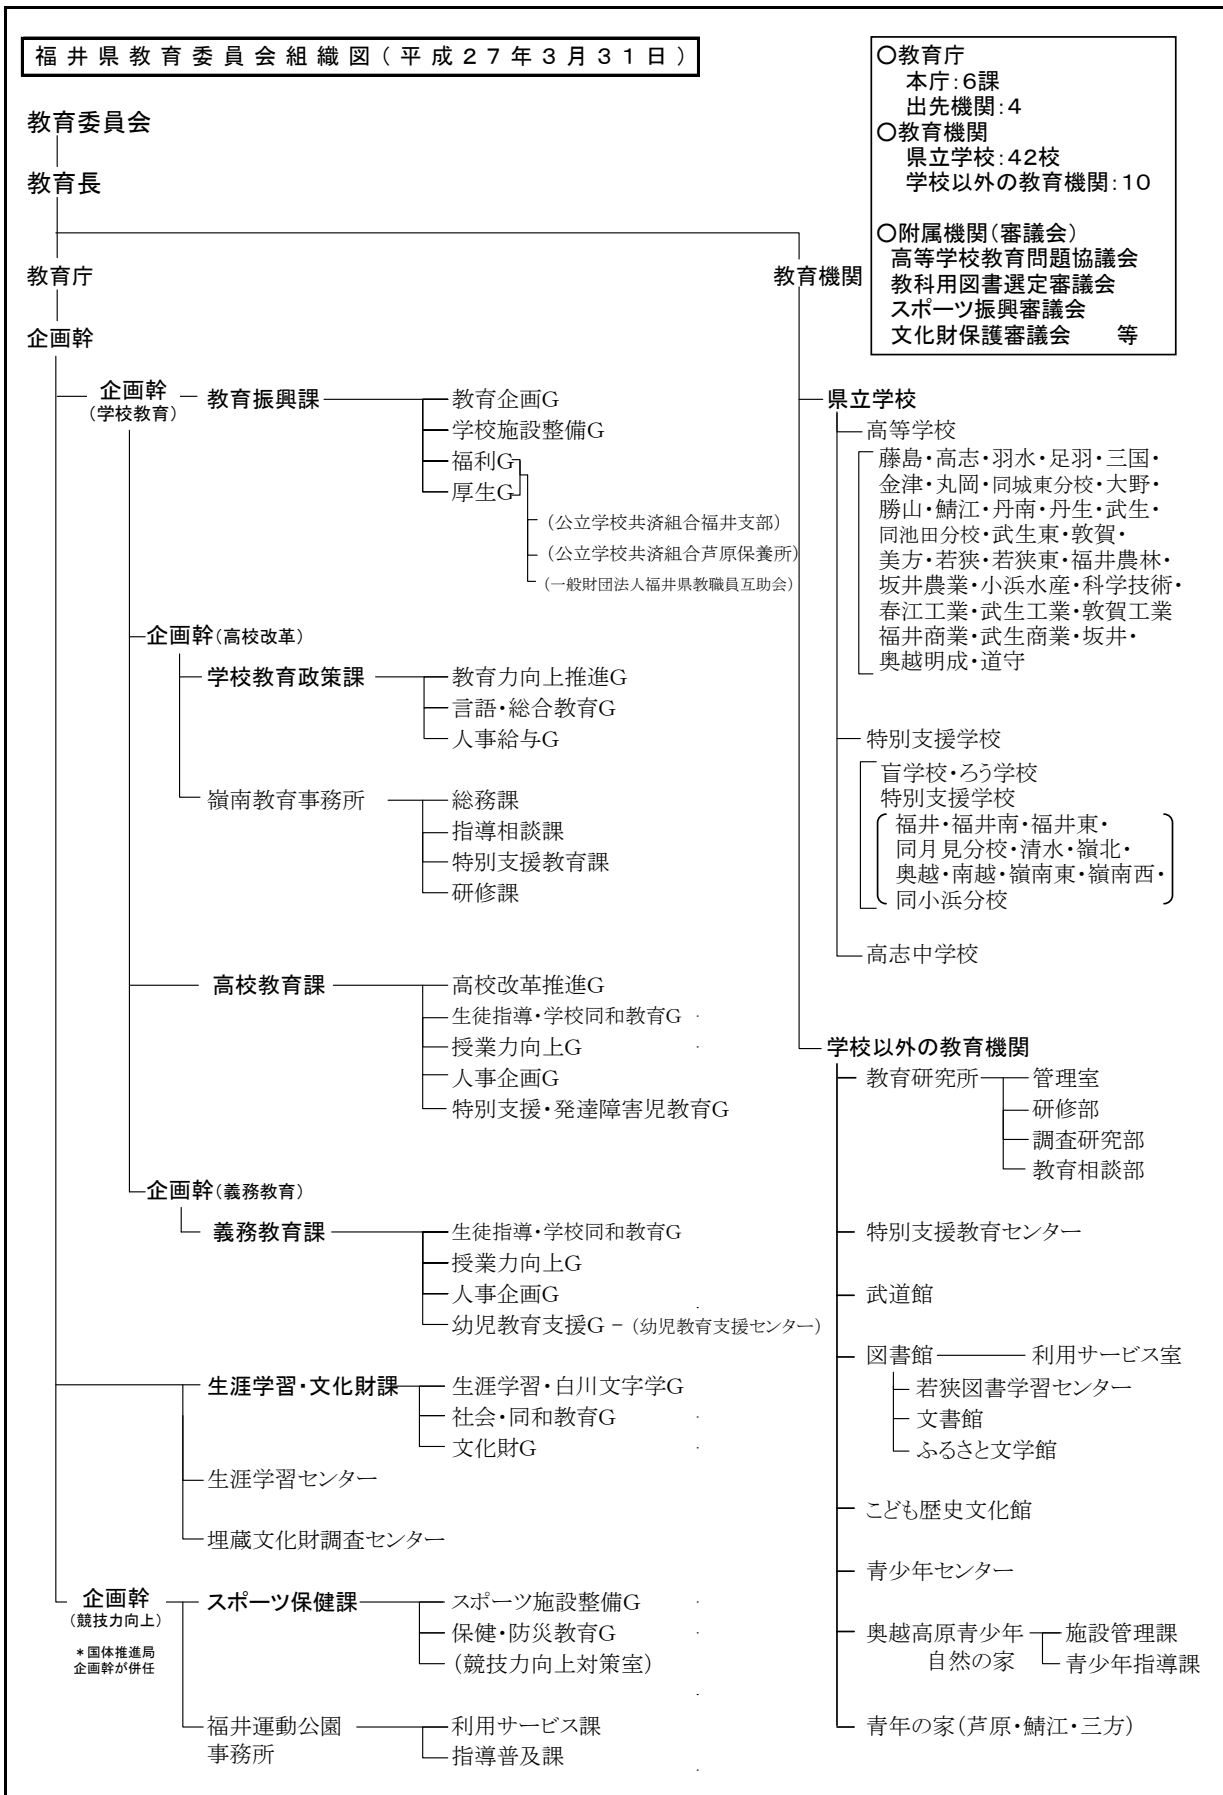 福井県教育委員会組織図(平成27年3月31日)
○教育庁
本庁:6課
出先機関:4
○教育機関
県立学校:42校
学校以外の教育機関:10
○附属機関(審議会)
高等学校教育問題協議会
教科用図書選定審議会
スポーツ振興審議会
文化財保護審議会 等
教育委員会
教育長
教育庁
企画幹
企画幹
(学校教育)
教育振興課
教育企画G
学校施設整備G
福利G
厚生G
(公立学校共済組合福井支部)
(公立学校共済組合芦原保養所)
(一般財団法人福井県教職員互助会)
企画幹(高校改革)
学校教育政策課
教育力向上推進G
言語・総合教育G
人事給与G
嶺南教育事務所
総務課
指導相談課
特別支援教育課
研修課
高校教育課
高校改革推進G
生徒指導・学校同和教育G
授業力向上G
人事企画G
特別支援・発達障害児教育G
企画幹(義務教育)
義務教育課
生徒指導・学校同和教育G
授業力向上G
人事企画G
幼児教育支援G - (幼児教育支援センター)
生涯学習・文化財課
生涯学習・白川文字学G
社会・同和教育G
文化財G
生涯学習センター
埋蔵文化財調査センター
企画幹
(競技力向上)
*国体推進局
企画幹が併任
スポーツ保健課
スポーツ施設整備G
保健・防災教育G
(競技力向上対策室)
福井運動公園
事務所
利用サービス課
指導普及課
教育機関
県立学校
高等学校
藤島・高志・羽水・足羽・三国・
金津・丸岡・同城東分校・大野・
勝山・鯖江・丹南・丹生・武生・
同池田分校・武生東・敦賀・
美方・若狭・若狭東・福井農林・
坂井農業・小浜水産・科学技術・
春江工業・武生工業・敦賀工業
福井商業・武生商業・坂井・
奥越明成・道守
特別支援学校
盲学校・ろう学校
特別支援学校
福井・福井南・福井東・
同月見分校・清水・嶺北・
奥越・南越・嶺南東・嶺南西・
同小浜分校
高志中学校
学校以外の教育機関
教育研究所
管理室
研修部
調査研究部
教育相談部
特別支援教育センター
武道館
図書館
利用サービス室
若狭図書学習センター
文書館
ふるさと文学館
こども歴史文化館
青少年センター
奥越高原青少年
自然の家
施設管理課
青少年指導課
青年の家(芦原・鯖江・三方)